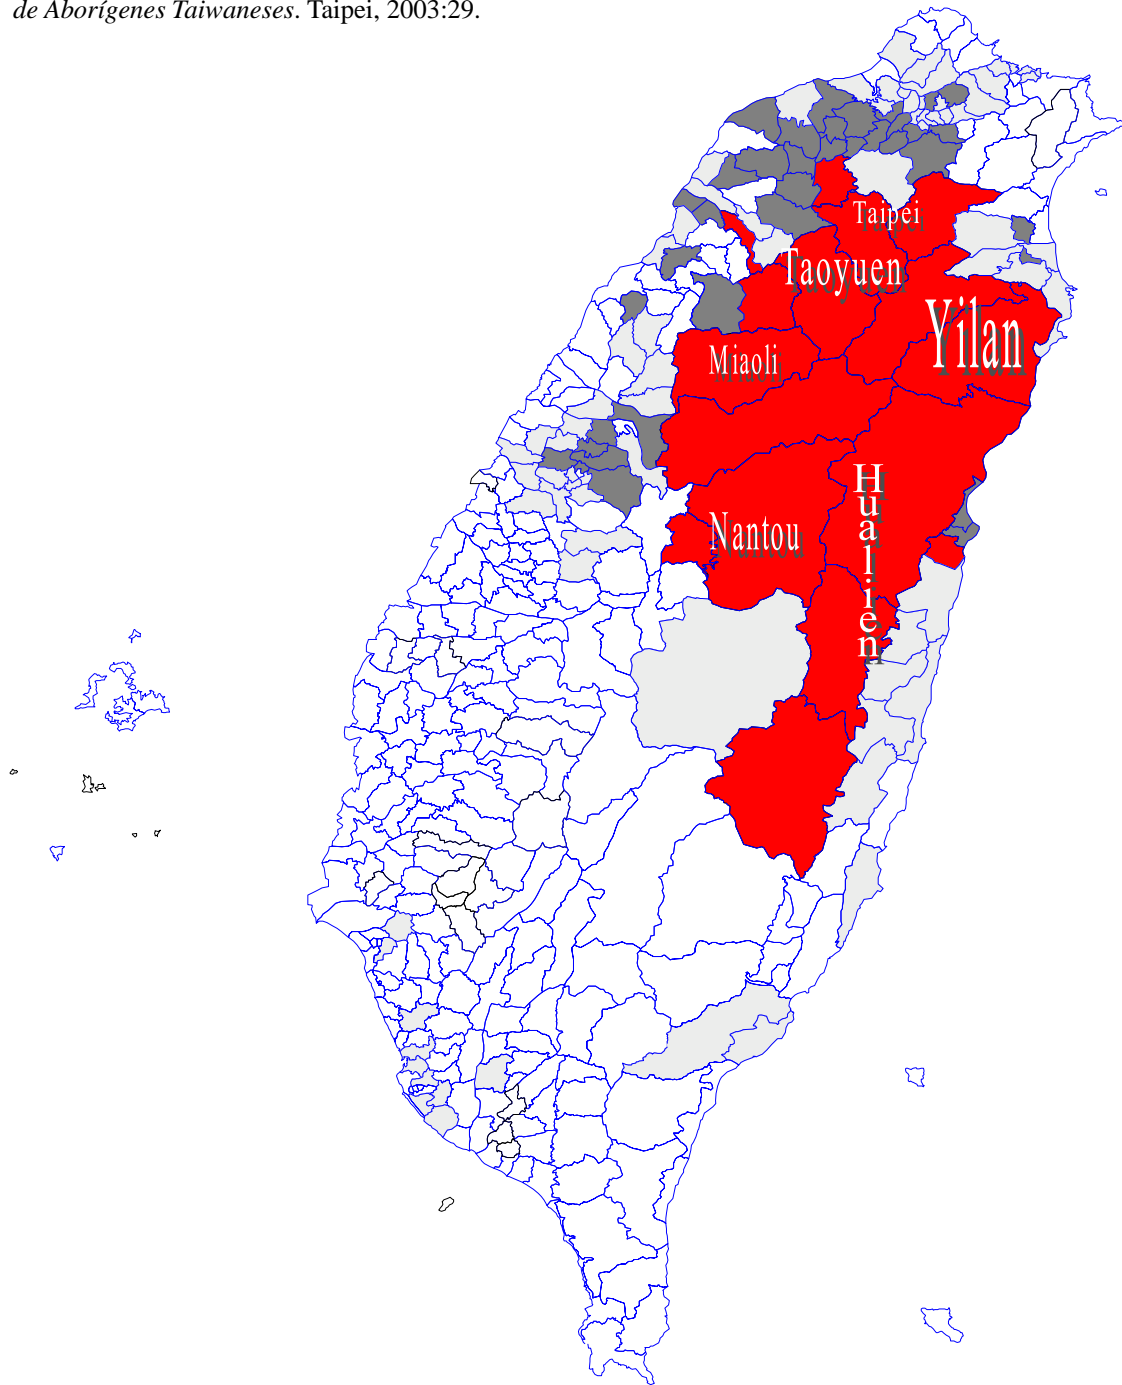 de Aborígenes Taiwaneses. Taipei, 2003:29.
Taipei
Taoyuen
Yilan
Miaoli
Hualien
Nantou